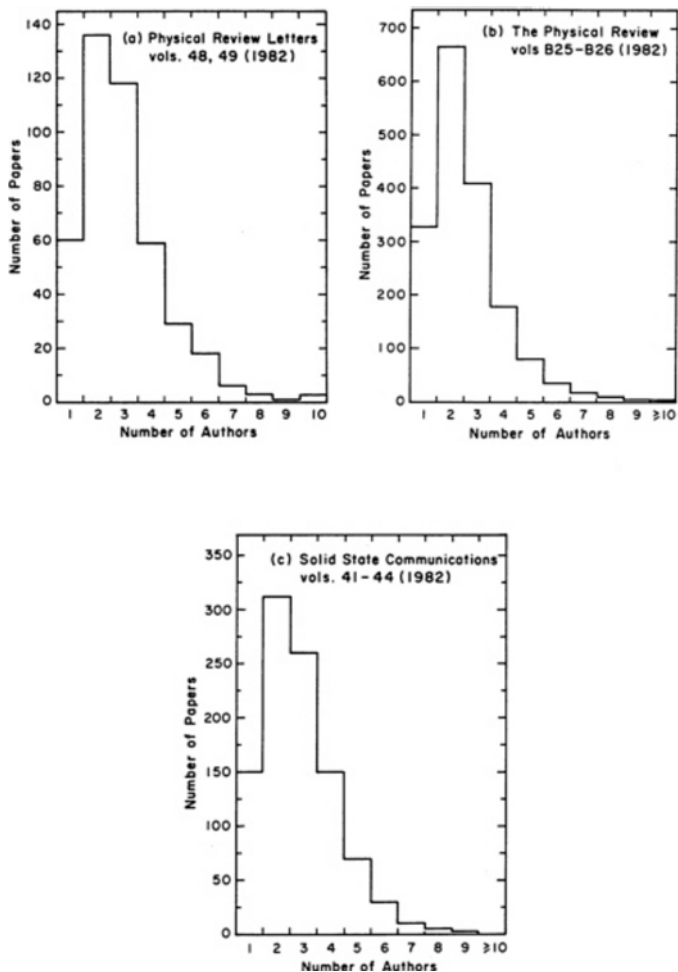 (a) Physical Review Letters
vols. 48, 49 (1982)
Number of Papers
140
120
100
80
60
40
20
0
1 2 3 4 5 6 7 8 9 10
Number of Authors
(b) The Physical Review
vols B25-B26 (1982)
Number of Papers
700
600
500
400
300
200
100
0
1 2 3 4 5 6 7 8 9 ≥10
Number of Authors
(c) Solid State Communications
vols. 41-44 (1982)
Number of Papers
350
300
250
200
150
100
50
0
1 2 3 4 5 6 7 8 9 ≥10
Number of Authors